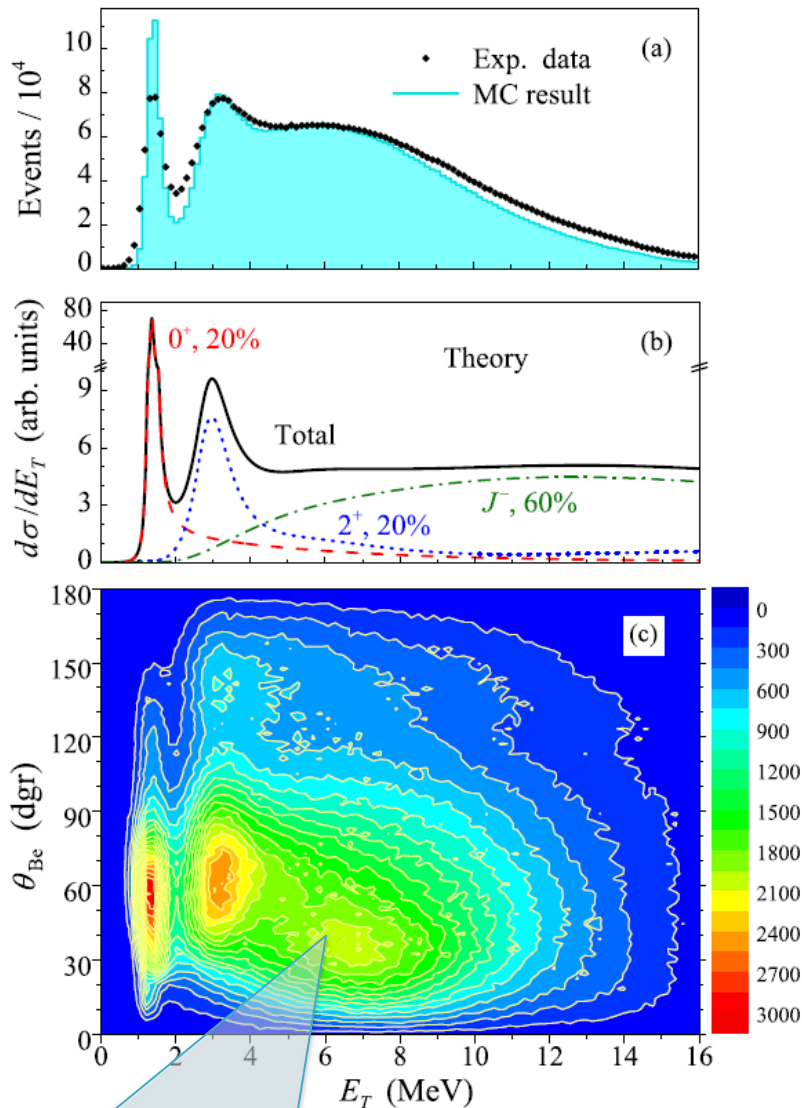 10
8
6
4
2
0
Events / 10⁴
(a)
Exp. data
MC result
80
40
9
6
3
0
dσ/dE_T (arb. units)
0⁺, 20%
(b)
Theory
Total
J⁻, 60%
2⁺, 20%
180
150
120
90
60
30
0
θ_Be (dgr)
(c)
0
300
600
900
1200
1500
1800
2100
2400
2700
3000
0 2 4 6 8 10 12 14 16
E_T (MeV)